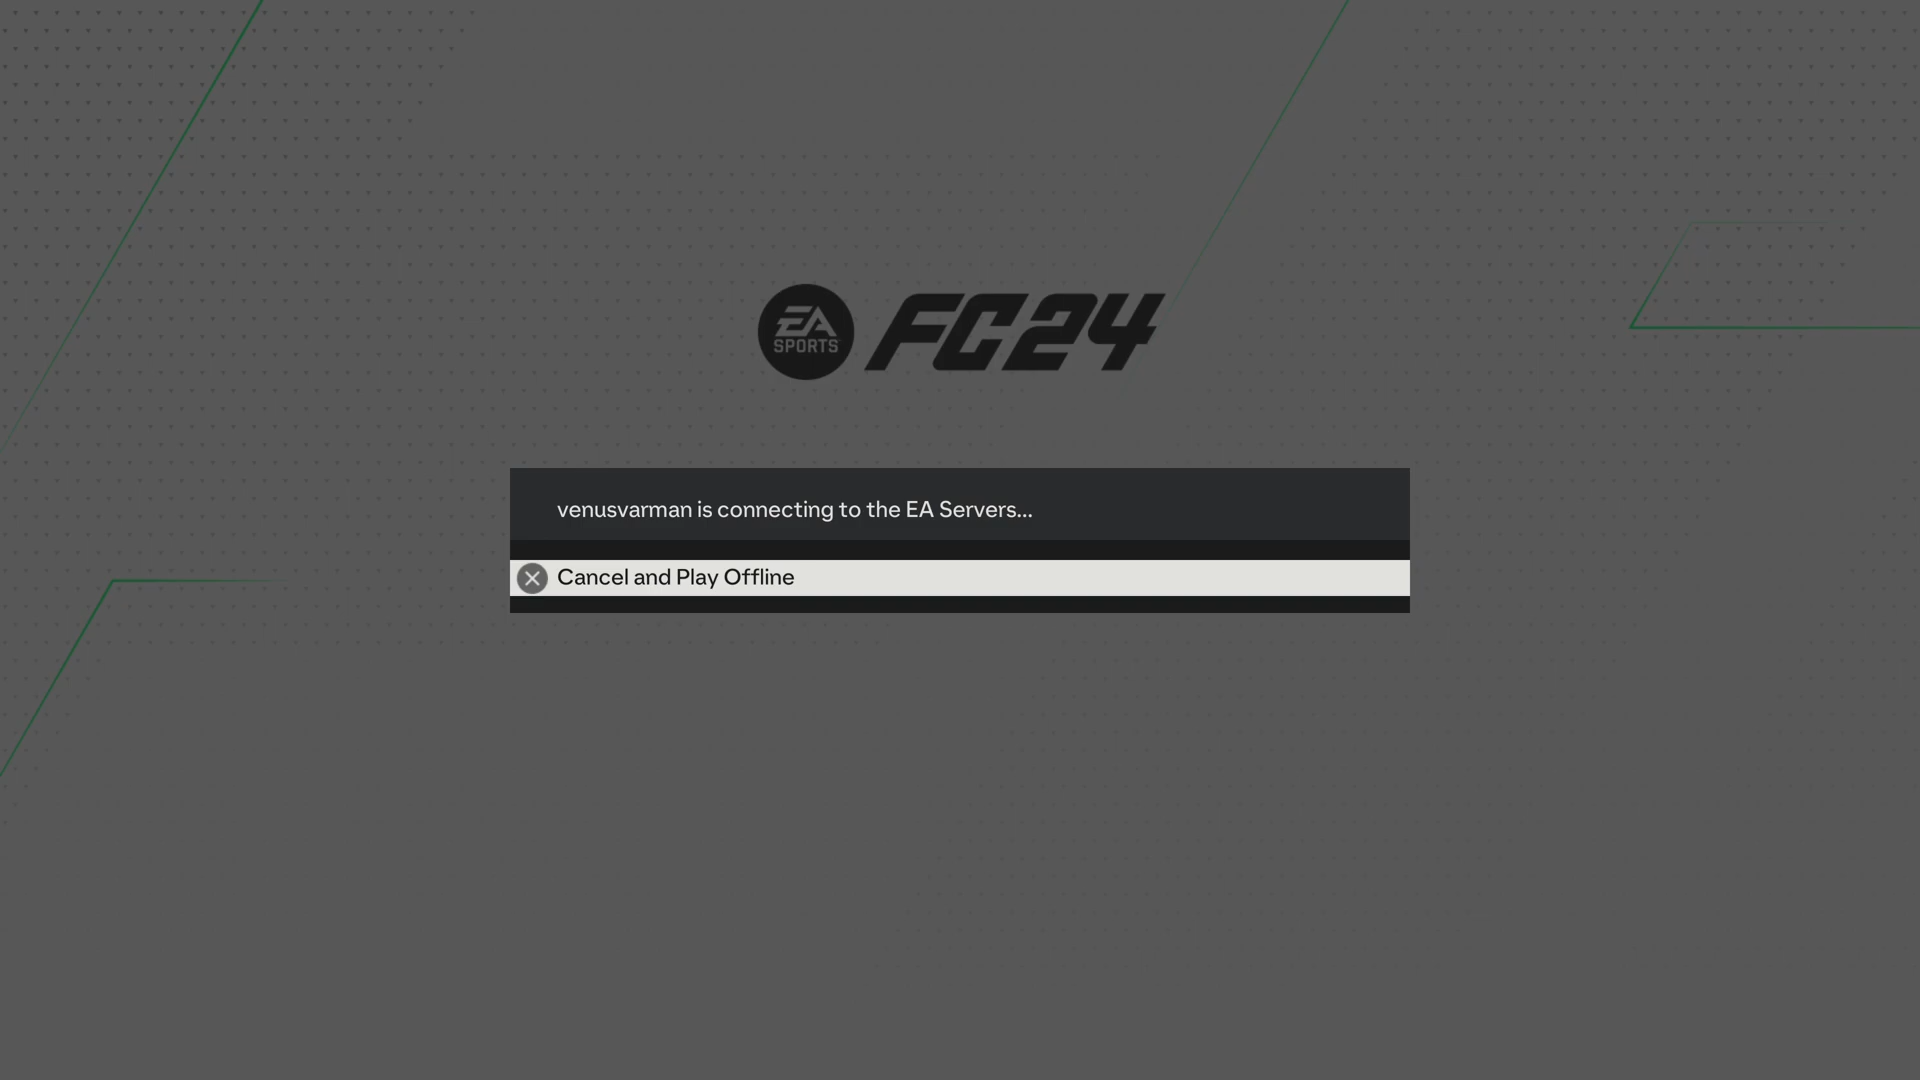 EA
SPORTS
FC24
venusvarman is connecting to the EA Servers...
Cancel and Play Offline